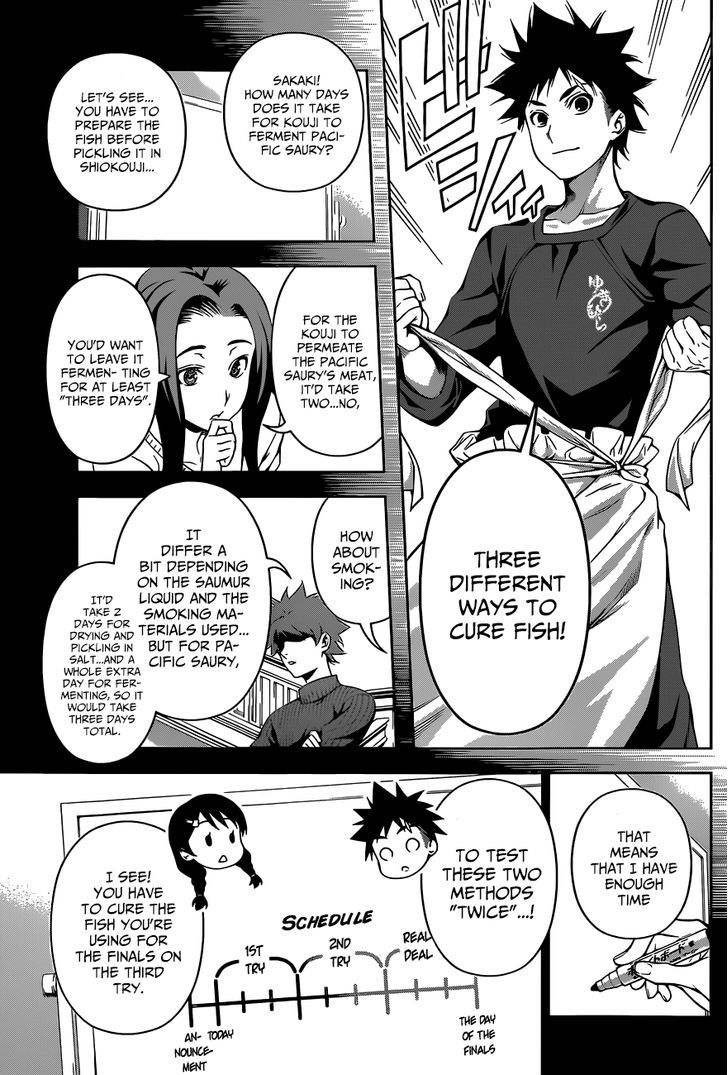 THREE
DIFFERENT
WAYS TO
CURE FISH!
ゆきひら
SAKAKI!
HOW MANY DAYS
DOES IT TAKE
FOR KOUJI TO
FERMENT PACI-
FIC SAURY?
LET'S SEE...
YOU HAVE TO
PREPARE THE
FISH BEFORE
PICKLING IT IN
SHIOKOUJI...
FOR THE
KOUJI TO
PERMEATE
THE PACIFIC
SAURY'S MEAT,
IT'D TAKE
TWO...NO,
YOU'D WANT
TO LEAVE IT
FERMEN- TING
FOR AT LEAST
"THREE DAYS".
HOW
ABOUT
SMOK-
ING?
IT
DIFFER A
BIT DEPENDING
ON THE SAUMUR
LIQUID AND THE
SMOKING MA-
TERIALS USED...
BUT FOR PA-
CIFIC SAURY,
IT'D
TAKE 2
DAYS FOR
DRYING AND
PICKLING IN
SALT...AND A
WHOLE EXTRA
DAY FOR FER-
MENTING, SO IT
WOULD TAKE
THREE DAYS
TOTAL.
THAT
MEANS
THAT I HAVE
ENOUGH
TIME
TO TEST
THESE TWO
METHODS
"TWICE"...!
I SEE!
YOU HAVE
TO CURE THE
FISH YOU'RE
USING FOR
THE FINALS ON
THE THIRD
TRY.
SCHEDULE
1ST
TRY
2ND
TRY
REAL
DEAL
AN-
NOUNCE-
MENT
TODAY
THE DAY
OF THE
FINALS